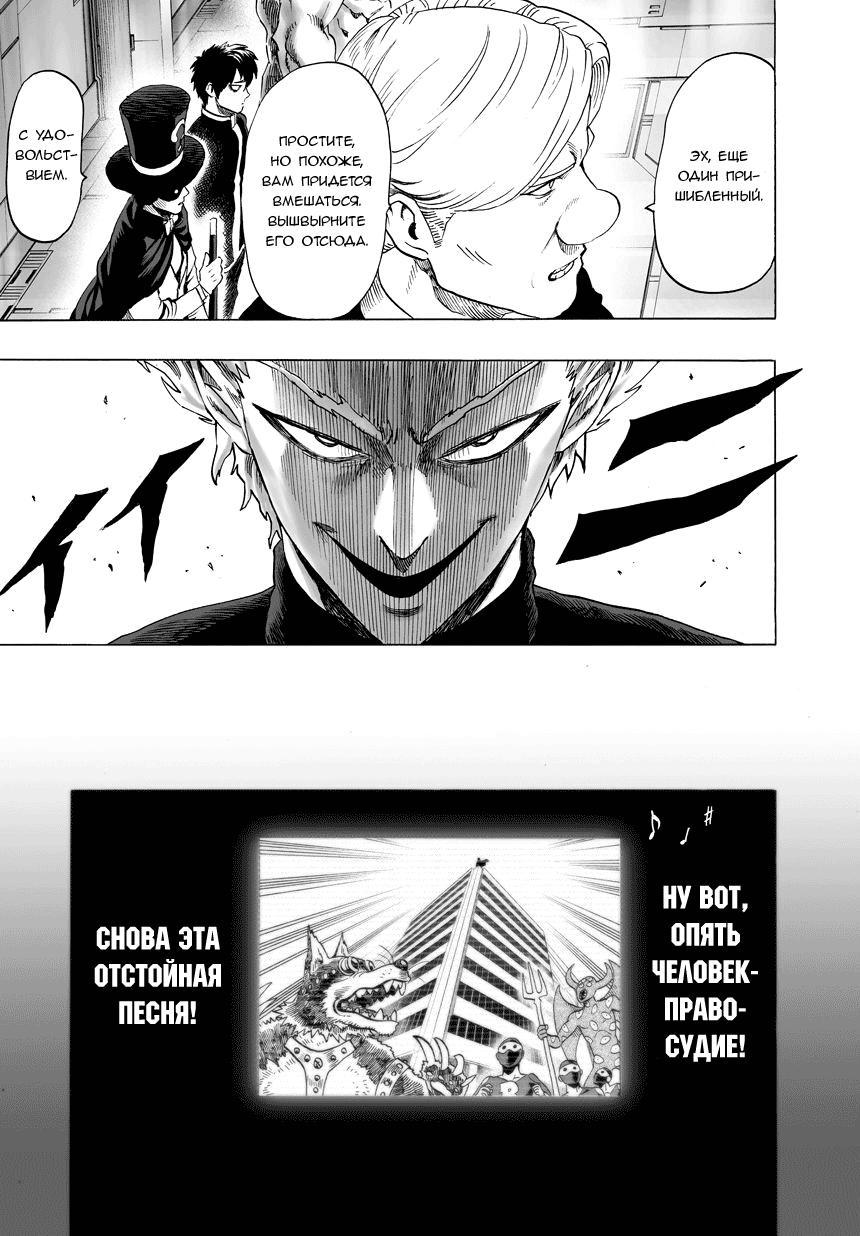 ЭХ, ЕЩЕ
ОДИН ПРИ-
ШИБЛЕННЫЙ.
ПРОСТИТЕ,
НО ПОХОЖЕ,
ВАМ ПРИДЕТСЯ
ВМЕШАТЬСЯ.
ВЫШВЫРНИТЕ
ЕГО ОТСЮДА.
С УДО-
ВОЛЬСТ-
ВИЕМ.
НУ ВОТ,
ОПЯТЬ
ЧЕЛОВЕК-
ПРАВО-
СУДИЕ!
СНОВА ЭТА
ОТСТОЙНАЯ
ПЕСНЯ!